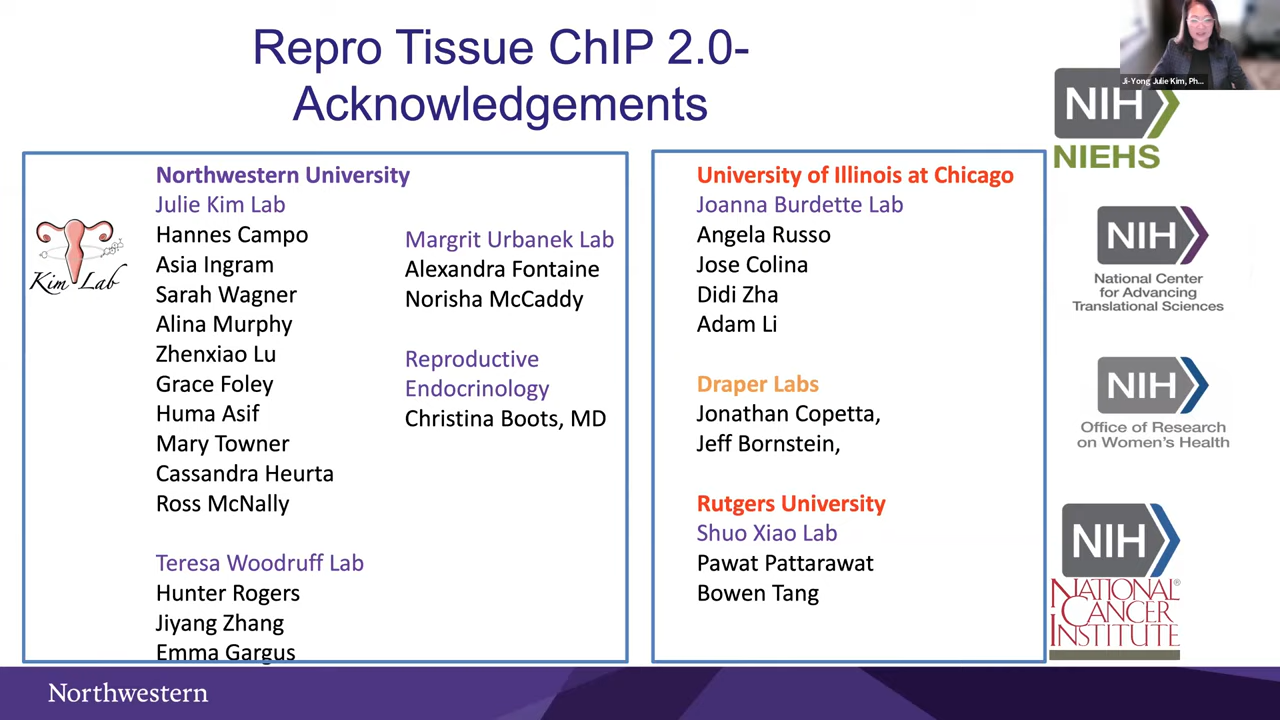 Repro Tissue ChIP 2.0-
Acknowledgements
Ji-Yong Julie Kim, Ph...
Kim Lab
Northwestern University
Julie Kim Lab
Hannes Campo
Asia Ingram
Sarah Wagner
Alina Murphy
Zhenxiao Lu
Grace Foley
Huma Asif
Mary Towner
Cassandra Heurta
Ross McNally
Teresa Woodruff Lab
Hunter Rogers
Jiyang Zhang
Emma Gargus
Margrit Urbanek Lab
Alexandra Fontaine
Norisha McCaddy
Reproductive
Endocrinology
Christina Boots, MD
University of Illinois at Chicago
Joanna Burdette Lab
Angela Russo
Jose Colina
Didi Zha
Adam Li
Draper Labs
Jonathan Copetta,
Jeff Bornstein,
Rutgers University
Shuo Xiao Lab
Pawat Pattarawat
Bowen Tang
NIH
NIEHS
NIH
National Center
for Advancing
Translational Sciences
NIH
Office of Research
on Women's Health
NIH
NATIONAL®
CANCER
INSTITUTE
Northwestern